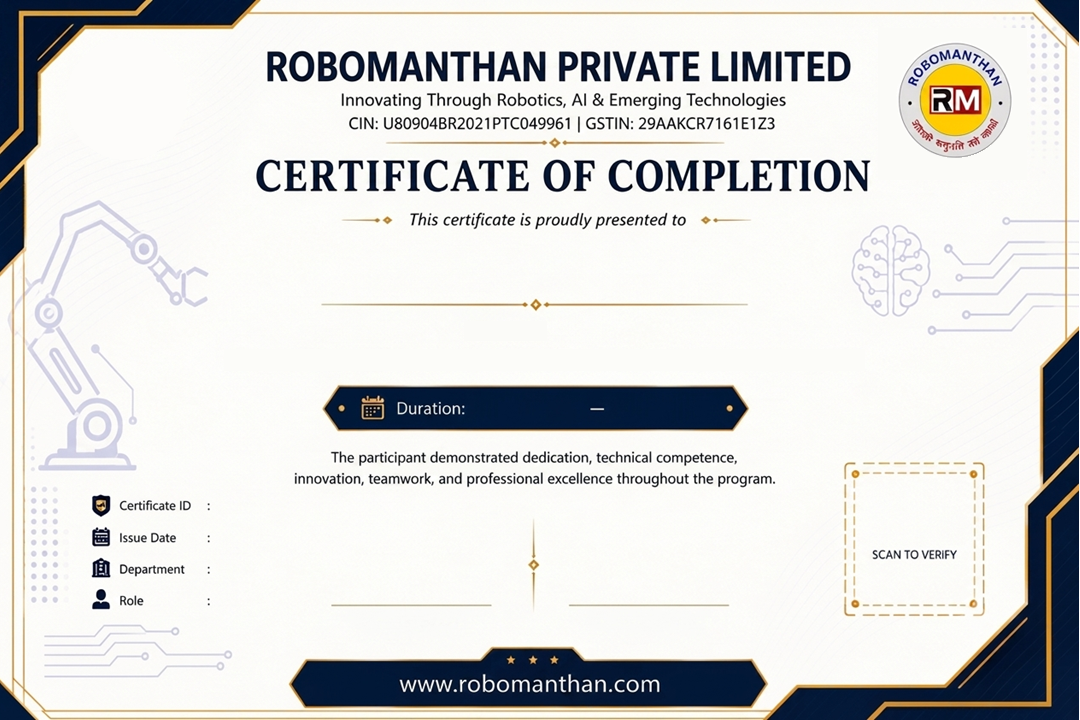 ROBOMANTHAN PRIVATE LIMITED
Innovating Through Robotics, AI & Emerging Technologies
CIN: U80904BR2021PTC049961 | GSTIN: 29AAKCR7161E1Z3
ROBOMANTHAN
RM
CERTIFICATE OF COMPLETION
This certificate is proudly presented to
Duration: —
The participant demonstrated dedication, technical competence,
innovation, teamwork, and professional excellence throughout the program.
Certificate ID :
Issue Date :
Department :
Role :
SCAN TO VERIFY
www.robomanthan.com